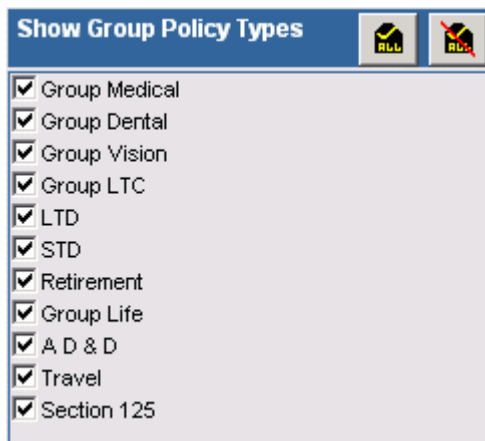 Show Group Policy Types
ALL
ALL
Group Medical
Group Dental
Group Vision
Group LTC
LTD
STD
Retirement
Group Life
A D & D
Travel
Section 125